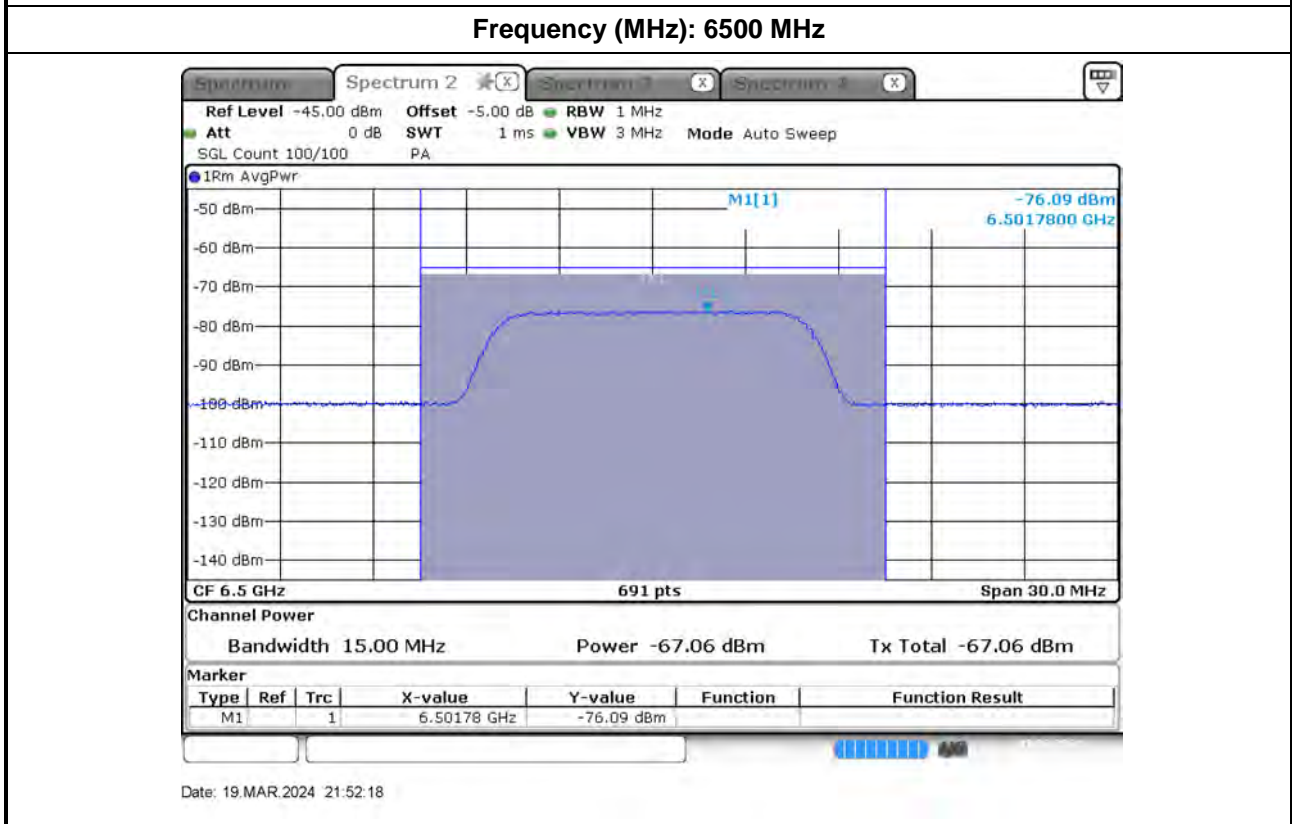 Frequency (MHz): 6500 MHz
Spectrum Spectrum 2 X Spectrum 3 X Spectrum 4 X
Ref Level -45.00 dBm Offset -5.00 dB RBW 1 MHz
Att 0 dB SWT 1 ms VBW 3 MHz Mode Auto Sweep
SGL Count 100/100 PA
1Rm AvgPwr
M1[1] -76.09 dBm
6.5017800 GHz
-50 dBm
-60 dBm
-70 dBm
-80 dBm
-90 dBm
-100 dBm
-110 dBm
-120 dBm
-130 dBm
-140 dBm
CF 6.5 GHz 691 pts Span 30.0 MHz
Channel Power
Bandwidth 15.00 MHz Power -67.06 dBm Tx Total -67.06 dBm
Marker
Type Ref Trc X-value Y-value Function Function Result
M1 1 6.50178 GHz -76.09 dBm
Date: 19.MAR.2024 21:52:18